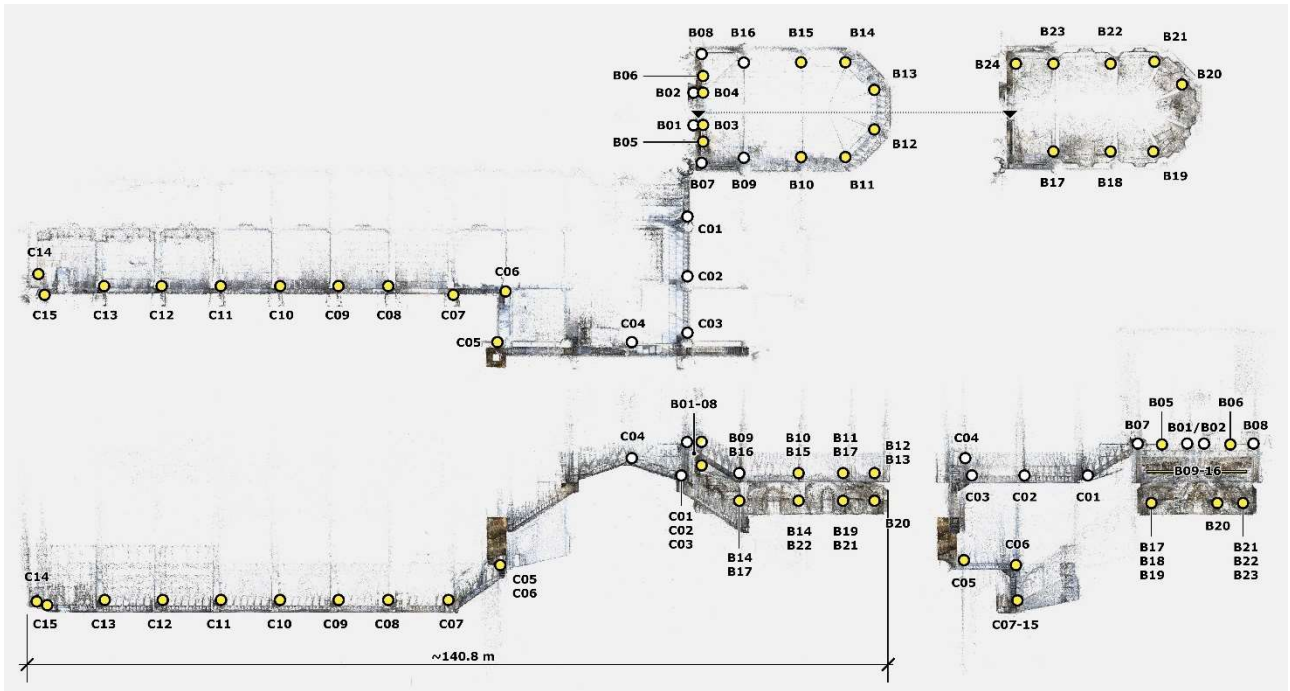 B08 B16 B15 B14
B23 B22 B21
B06
B24
B13
B20
B02 B04
B01 B03
B05
B12
B07 B09 B10 B11
B17 B18 B19
C01
C14
C06
C02
C15 C13 C12 C11 C10 C09 C08 C07
C04 C03
C05
B01-08
C04
B09
B16
B10
B15
B11
B17
B12
B13
B07 B05 B01/B02 B06 B08
C04
B09-16
C03 C02 C01
C01
C02
C03
B14
B17
B14
B22
B19
B21
B20
B20
B17
B18
B19
B21
B22
B23
C05
C06
C05
C06
C14
C15 C13 C12 C11 C10 C09 C08 C07
C07-15
~140.8 m